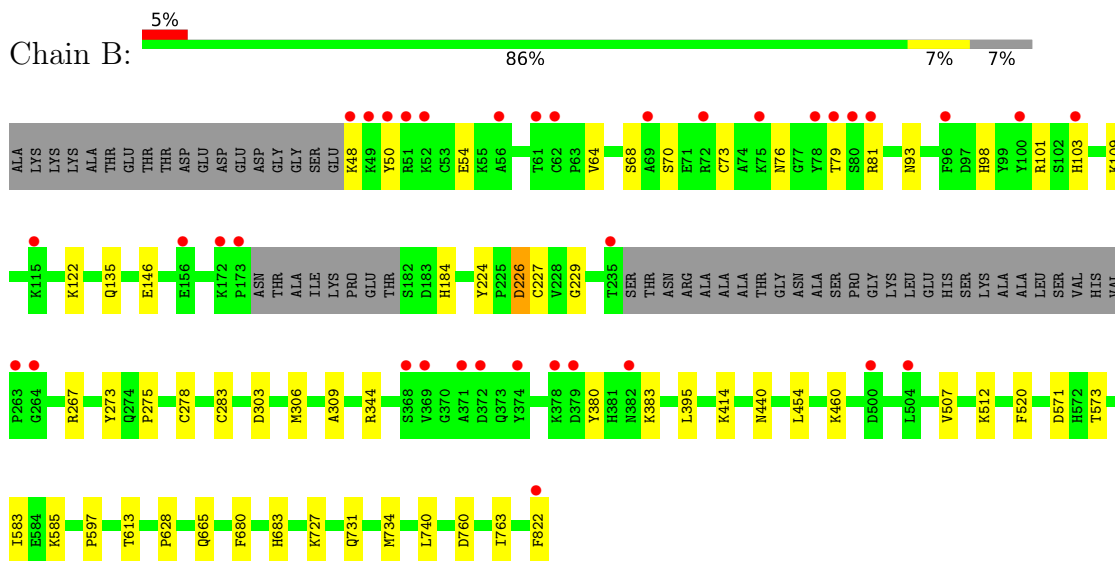 5%
Chain B:
86% 7% 7%
ALA LYS LYS LYS ALA THR GLU THR THR ASP GLU ASP GLU ASP GLY GLY SER GLU K48 K49 Y50 R51 K52 C53 E54 K55 A56 T61 C62 P63 V64 S68 A69 S70 E71 R72 C73 A74 K75 N76 G77 Y78 T79 S80 R81 N93 F96 D97 H98 Y99 Y100 R101 S102 H103 K109
K115 K122 Q135 E146 E156 K172 P173 ASN THR ALA ILE LYS PRO GLU THR S182 D183 H184 Y224 P225 D226 C227 V228 G229 T235 SER THR ASN ARG ALA ALA ALA ALA THR GLY ASN ALA SER PRO GLY LYS LEU GLU HIS SER LYS ALA ALA LEU SER VAL HIS VAL
P263 G264 R267 Y273 Q274 P275 C278 C283 D303 M306 A309 R344 S368 V369 G370 A371 D372 Q373 Y374 K378 D379 Y380 H381 N382 K383 L395 K414 N440 L454 K460 D500 L504 V507 K512 F520 D571 H572 T573
I583 E584 K585 P597 T613 P628 Q665 F680 H683 K727 Q731 M734 L740 D760 I763 F822